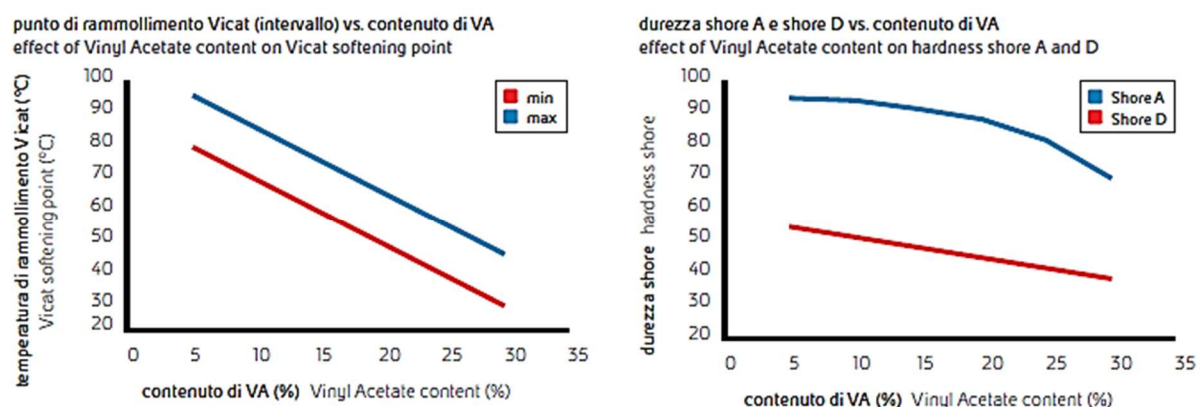 punto di rammollimento Vicat (intervallo) vs. contenuto di VA
effect of Vinyl Acetate content on Vicat softening point
temperatura di rammollimento Vicat (°C)
Vicat softening point (°C)
100
90
80
70
60
50
40
30
20
min
max
0 5 10 15 20 25 30 35
contenuto di VA (%) Vinyl Acetate content (%)
durezza shore A e shore D vs. contenuto di VA
effect of Vinyl Acetate content on hardness shore A and D
durezza shore hardness shore
100
90
80
70
60
50
40
30
20
Shore A
Shore D
0 5 10 15 20 25 30 35
contenuto di VA (%) Vinyl Acetate content (%)